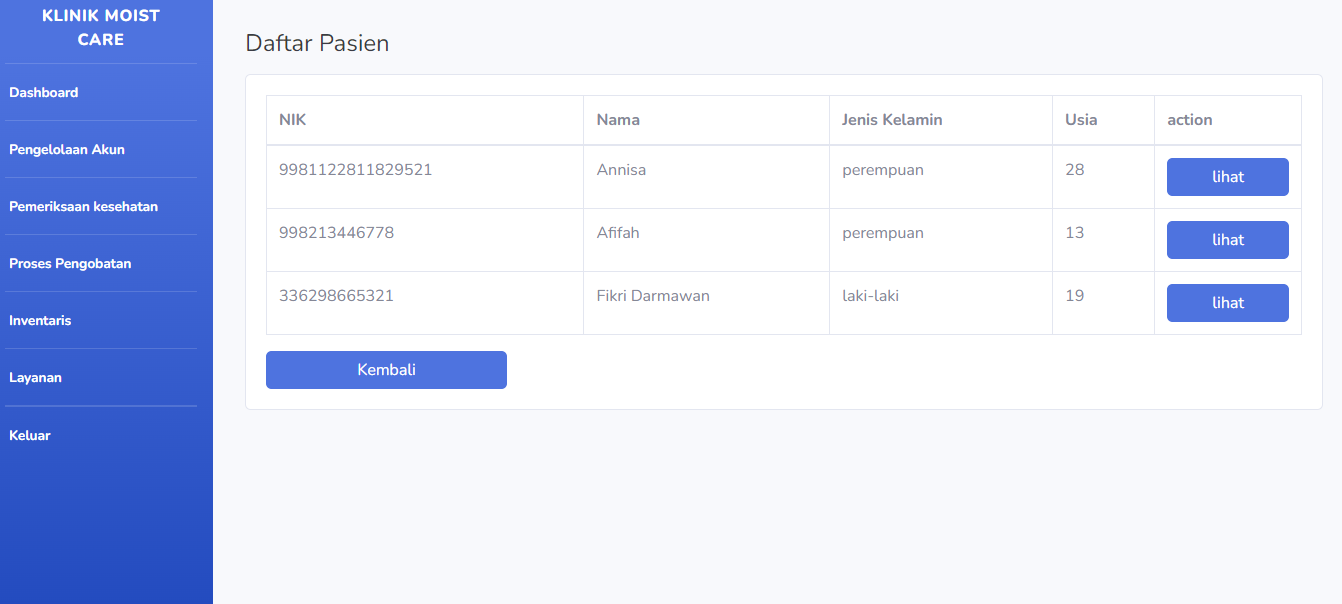 KLINIK MOIST
CARE
Dashboard
Pengelolaan Akun
Pemeriksaan kesehatan
Proses Pengobatan
Inventaris
Layanan
Keluar
Daftar Pasien
NIK Nama Jenis Kelamin Usia action
9981122811829521 Annisa perempuan 28 lihat
998213446778 Afifah perempuan 13 lihat
336298665321 Fikri Darmawan laki-laki 19 lihat
Kembali